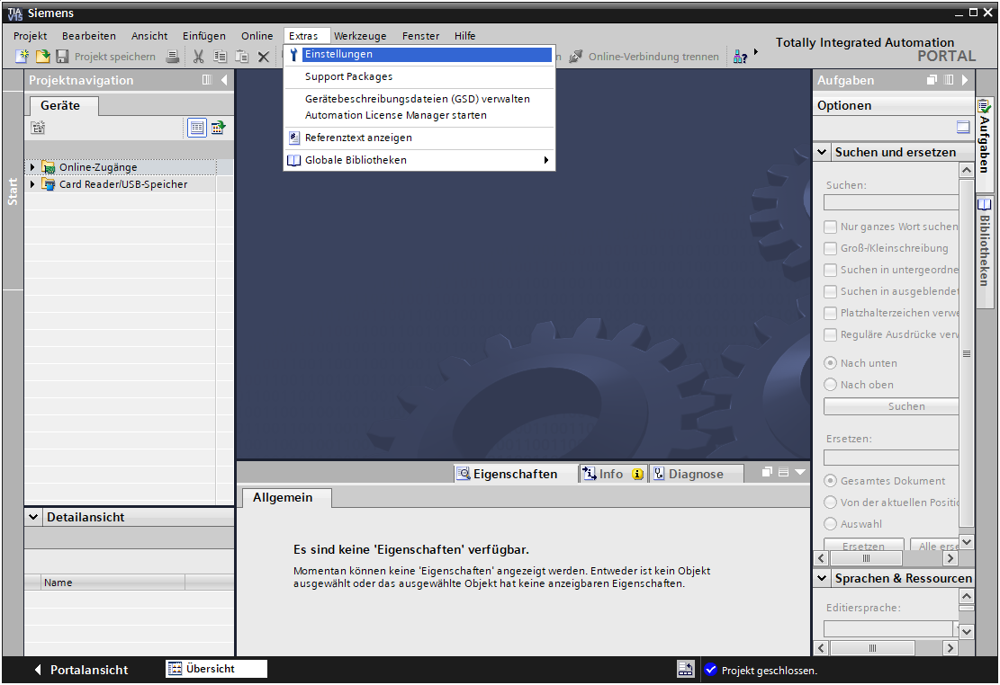 TIA
V15 Siemens
Projekt Bearbeiten Ansicht Einfügen Online Extras Werkzeuge Fenster Hilfe
Totally Integrated Automation
PORTAL
Projekt speichern
Online-Verbindung trennen
Einstellungen
Support Packages
Gerätebeschreibungsdateien (GSD) verwalten
Automation License Manager starten
Referenztext anzeigen
Globale Bibliotheken
Start
Projektnavigation
Geräte
Online-Zugänge
Card Reader/USB-Speicher
Detailansicht
Name
Eigenschaften
Info
Diagnose
Allgemein
Es sind keine 'Eigenschaften' verfügbar.
Momentan können keine 'Eigenschaften' angezeigt werden. Entweder ist kein Objekt
ausgewählt oder das ausgewählte Objekt hat keine anzeigbaren Eigenschaften.
Aufgaben
Optionen
Suchen und ersetzen
Suchen:
Nur ganzes Wort suchen
Groß-/Kleinschreibung
Suchen in untergeordne
Suchen in ausgeblendet
Platzhalterzeichen verwe
Reguläre Ausdrücke verw
Nach unten
Nach oben
Suchen
Ersetzen:
Gesamtes Dokument
Von der aktuellen Positio
Auswahl
Ersetzen
Alle erse
Sprachen & Ressourcen
Editiersprache:
Aufgaben
Bibliotheken
Portalansicht
Übersicht
Projekt geschlossen.